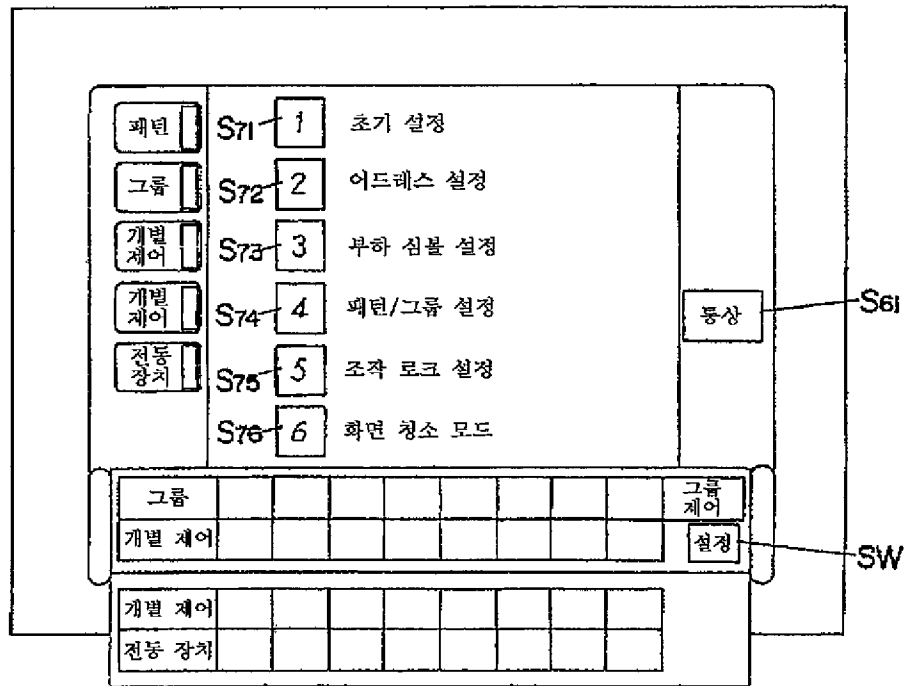 패턴
그룹
개별
제어
개별
제어
전동
장치
S71 1 초기 설정
S72 2 어드레스 설정
S73 3 부하 심볼 설정
S74 4 패턴/그룹 설정
S75 5 조작 로크 설정
S76 6 화면 청소 모드
통상
S61
그룹
그룹
제어
개별 제어
설정
SW
개별 제어
전동 장치